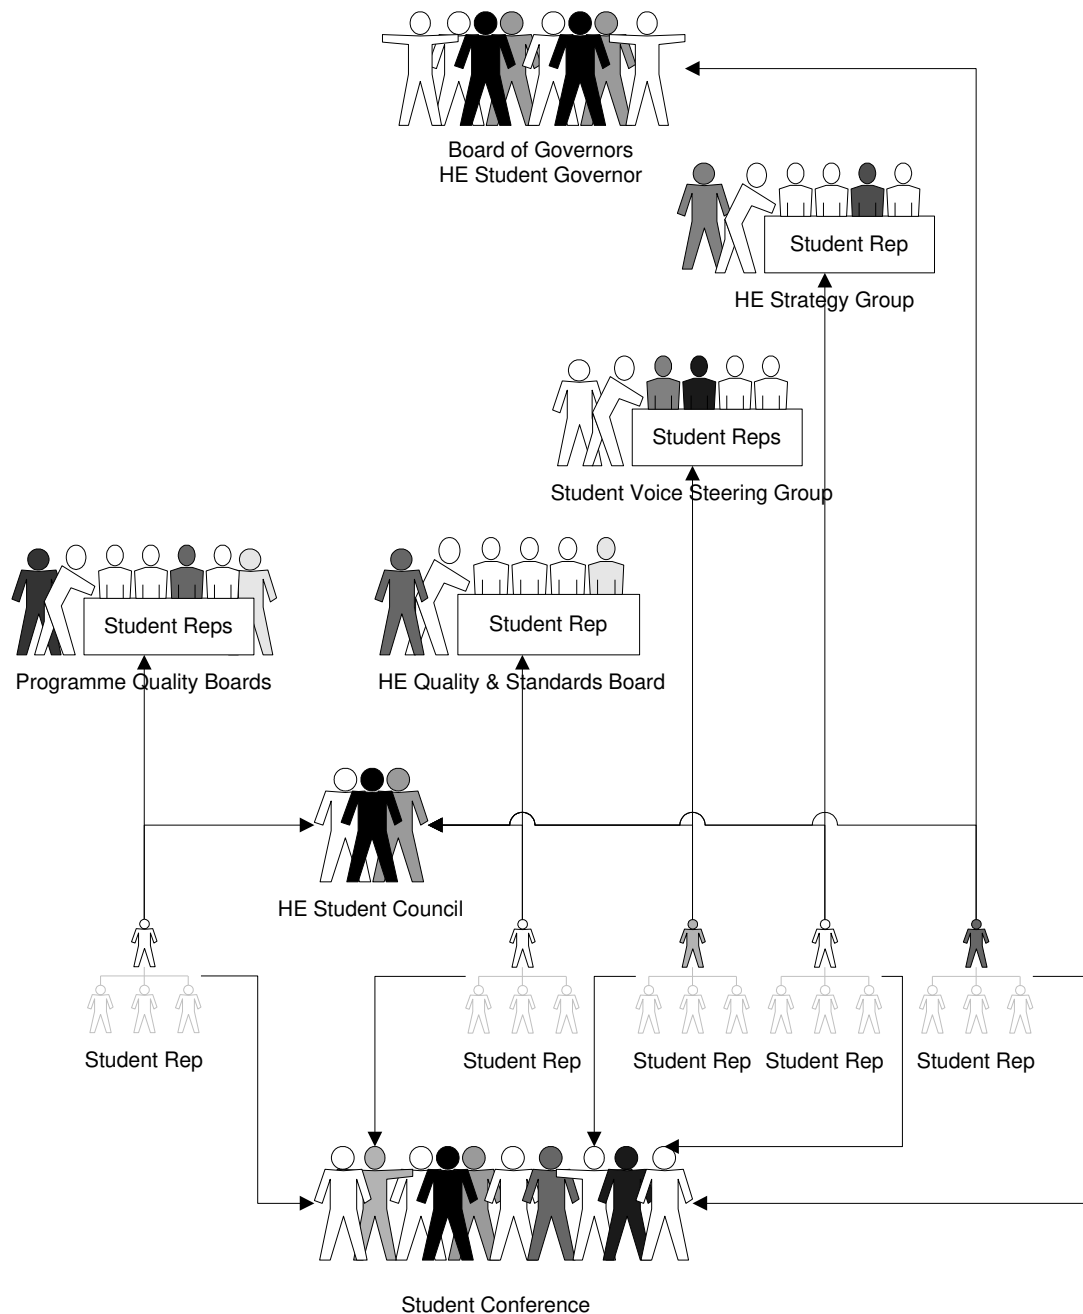 Board of Governors
HE Student Governor
Student Rep
HE Strategy Group
Student Reps
Student Voice Steering Group
Student Reps
Programme Quality Boards
Student Rep
HE Quality & Standards Board
HE Student Council
Student Rep
Student Rep
Student Rep
Student Rep
Student Rep
Student Conference